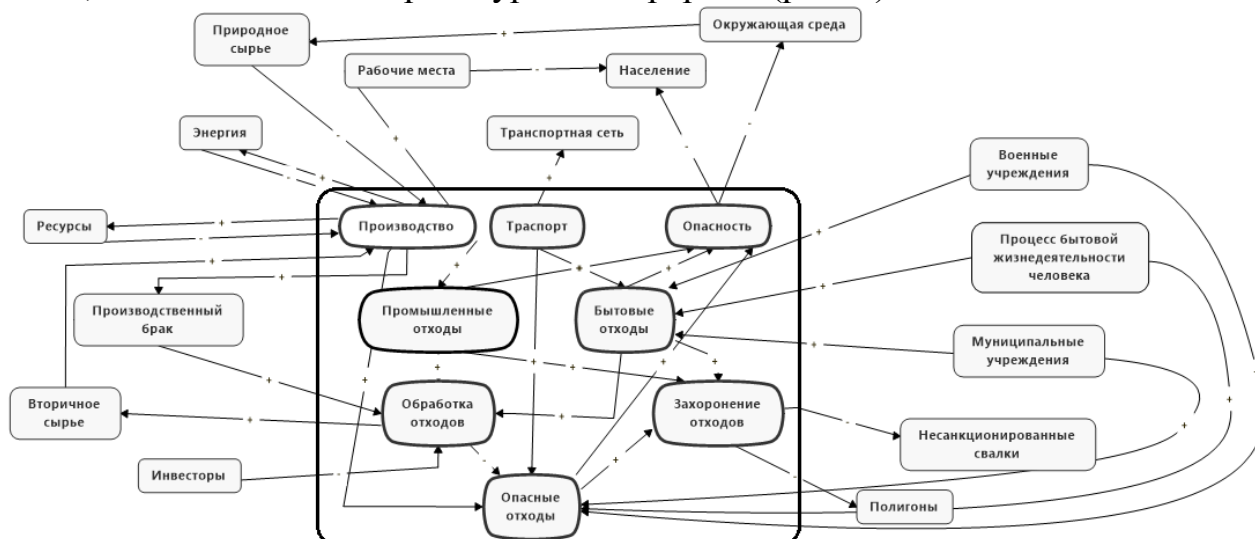 Природное
сырье
Окружающая среда
Рабочие места
Население
Энергия
Транспортная сеть
Военные
учреждения
Ресурсы
Производство
Траспорт
Опасность
Процесс бытовой
жизнедеятельности
человека
Производственный
брак
Промышленные
отходы
Бытовые
отходы
Муниципальные
учреждения
Вторичное
сырье
Обработка
отходов
Захоронение
отходов
Несанкционированные
свалки
Инвесторы
Опасные
отходы
Полигоны